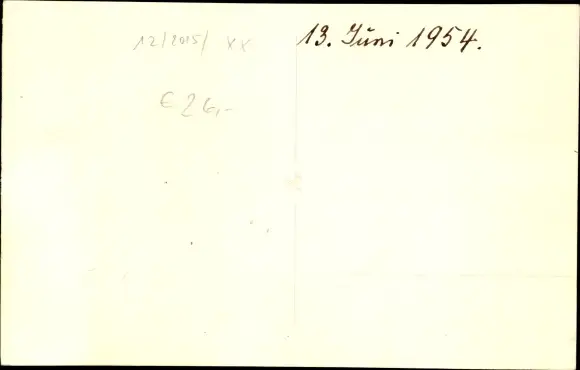 12/2015/ XX 13. Juni 1954.
€ 26,-